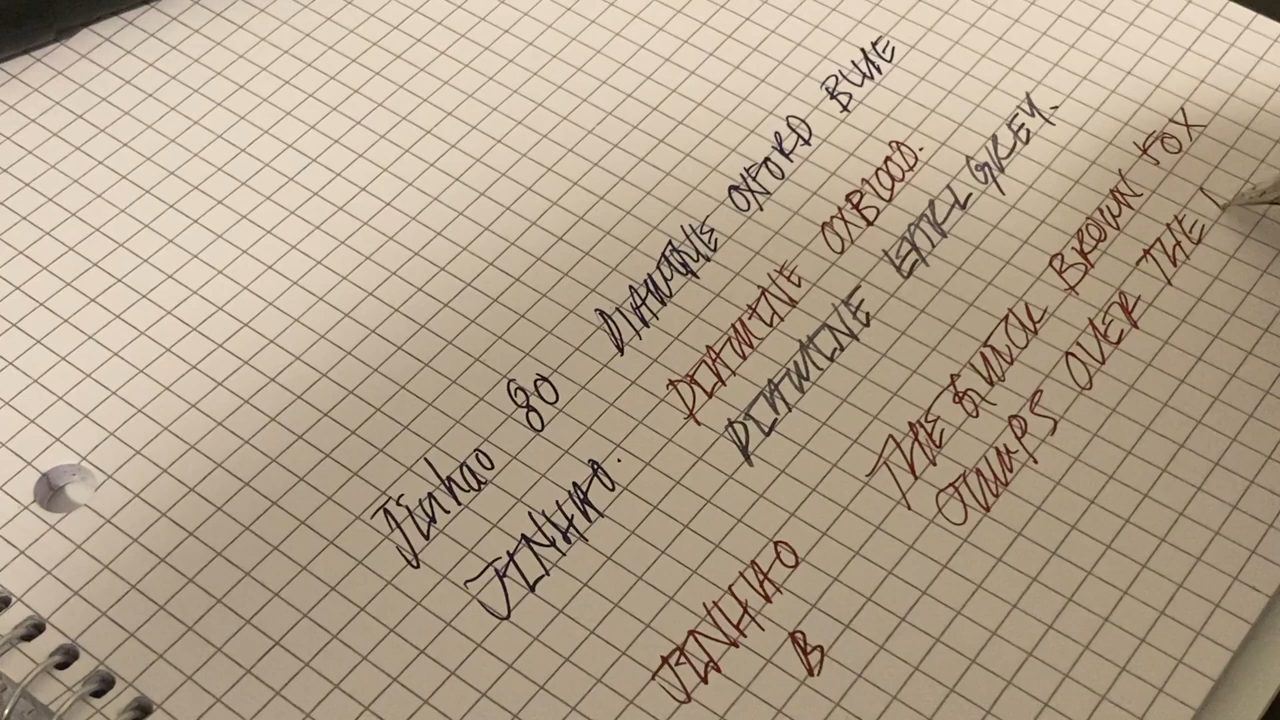 Jinhao 80 DIAMINE OXFORD BLUE
JINHAO. DIAMINE OXBLOOD.
DIAMINE EARL GREY.
THE QUICK BROWN FOX
JUMPS OVER THE
JINHAO
B